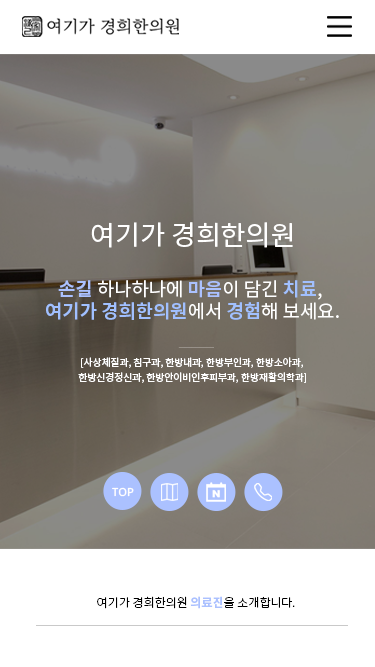 여기가 경희한의원
여기가 경희한의원
손길 하나하나에 마음이 담긴 치료,
여기가 경희한의원에서 경험해 보세요.
[사상체질과, 침구과, 한방내과, 한방부인과, 한방소아과,
한방신경정신과, 한방안이비인후피부과, 한방재활의학과]
TOP
N
여기가 경희한의원 의료진을 소개합니다.